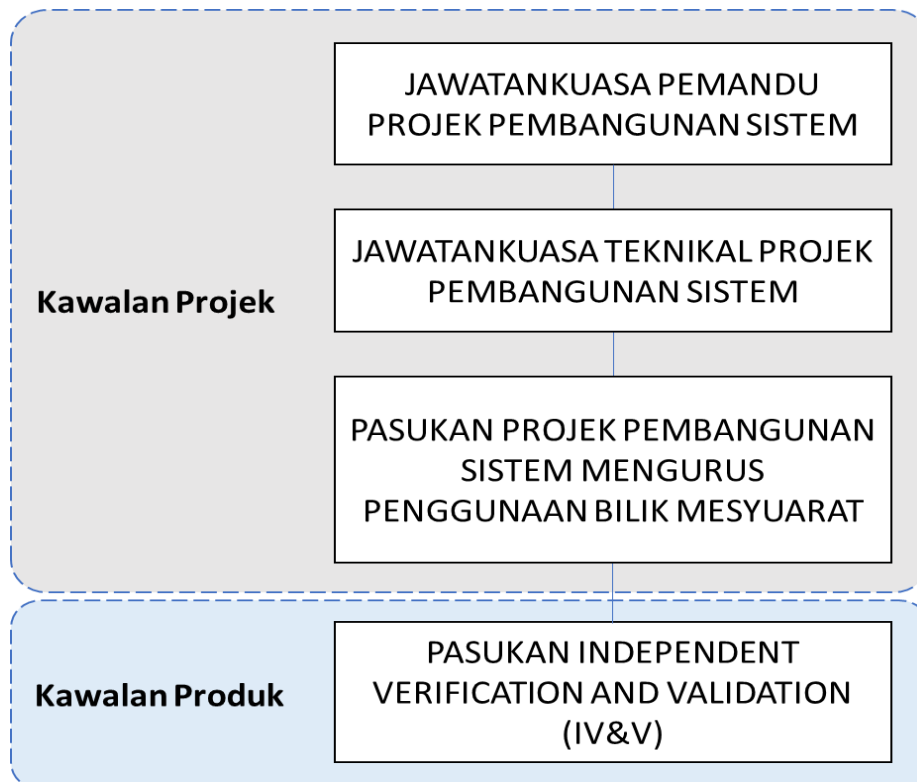 JAWATANKUASA PEMANDU
PROJEK PEMBANGUNAN SISTEM
JAWATANKUASA TEKNIKAL PROJEK
PEMBANGUNAN SISTEM
Kawalan Projek
PASUKAN PROJEK PEMBANGUNAN
SISTEM MENGURUS
PENGGUNAAN BILIK MESYUARAT
PASUKAN INDEPENDENT
VERIFICATION AND VALIDATION
(IV&V)
Kawalan Produk